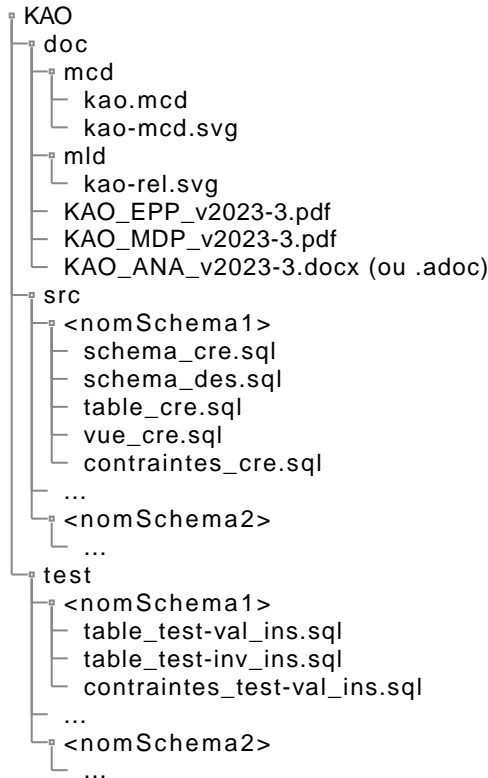 KAO
doc
mcd
kao.mcd
kao-mcd.svg
mld
kao-rel.svg
KAO_EPP_v2023-3.pdf
KAO_MDP_v2023-3.pdf
KAO_ANA_v2023-3.docx (ou .adoc)
src
<nomSchema1>
schema_cre.sql
schema_des.sql
table_cre.sql
vue_cre.sql
contraintes_cre.sql
...
<nomSchema2>
...
test
<nomSchema1>
table_test-val_ins.sql
table_test-inv_ins.sql
contraintes_test-val_ins.sql
...
<nomSchema2>
...